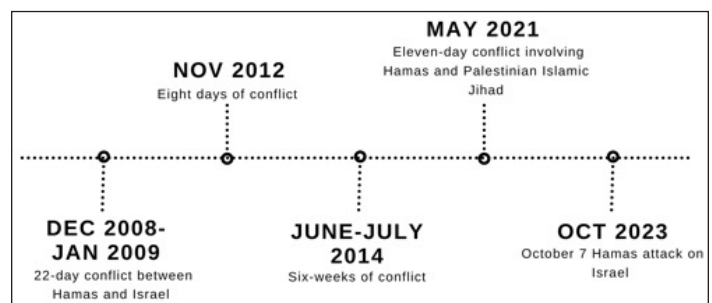 MAY 2021
Eleven-day conflict involving
Hamas and Palestinian Islamic
Jihad
NOV 2012
Eight days of conflict
DEC 2008-
JAN 2009
22-day conflict between
Hamas and Israel
JUNE-JULY
2014
Six-weeks of conflict
OCT 2023
October 7 Hamas attack on
Israel